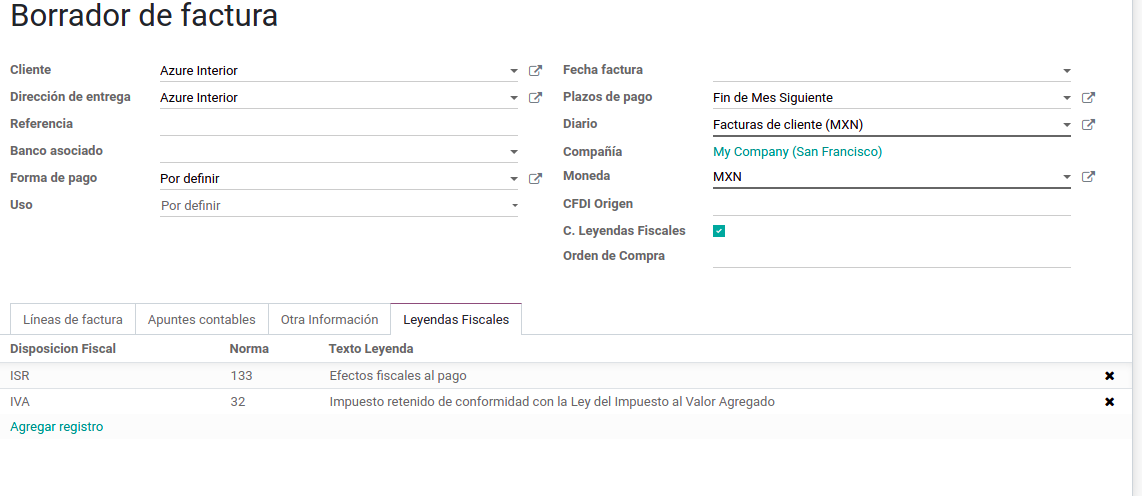 Borrador de factura
Cliente Azure Interior
Dirección de entrega Azure Interior
Referencia
Banco asociado
Forma de pago Por definir
Uso Por definir
Fecha factura
Plazos de pago Fin de Mes Siguiente
Diario Facturas de cliente (MXN)
Compañía My Company (San Francisco)
Moneda MXN
CFDI Origen
C. Leyendas Fiscales
Orden de Compra
Líneas de factura Apuntes contables Otra Información Leyendas Fiscales
Disposicion Fiscal Norma Texto Leyenda
ISR 133 Efectos fiscales al pago
IVA 32 Impuesto retenido de conformidad con la Ley del Impuesto al Valor Agregado
Agregar registro